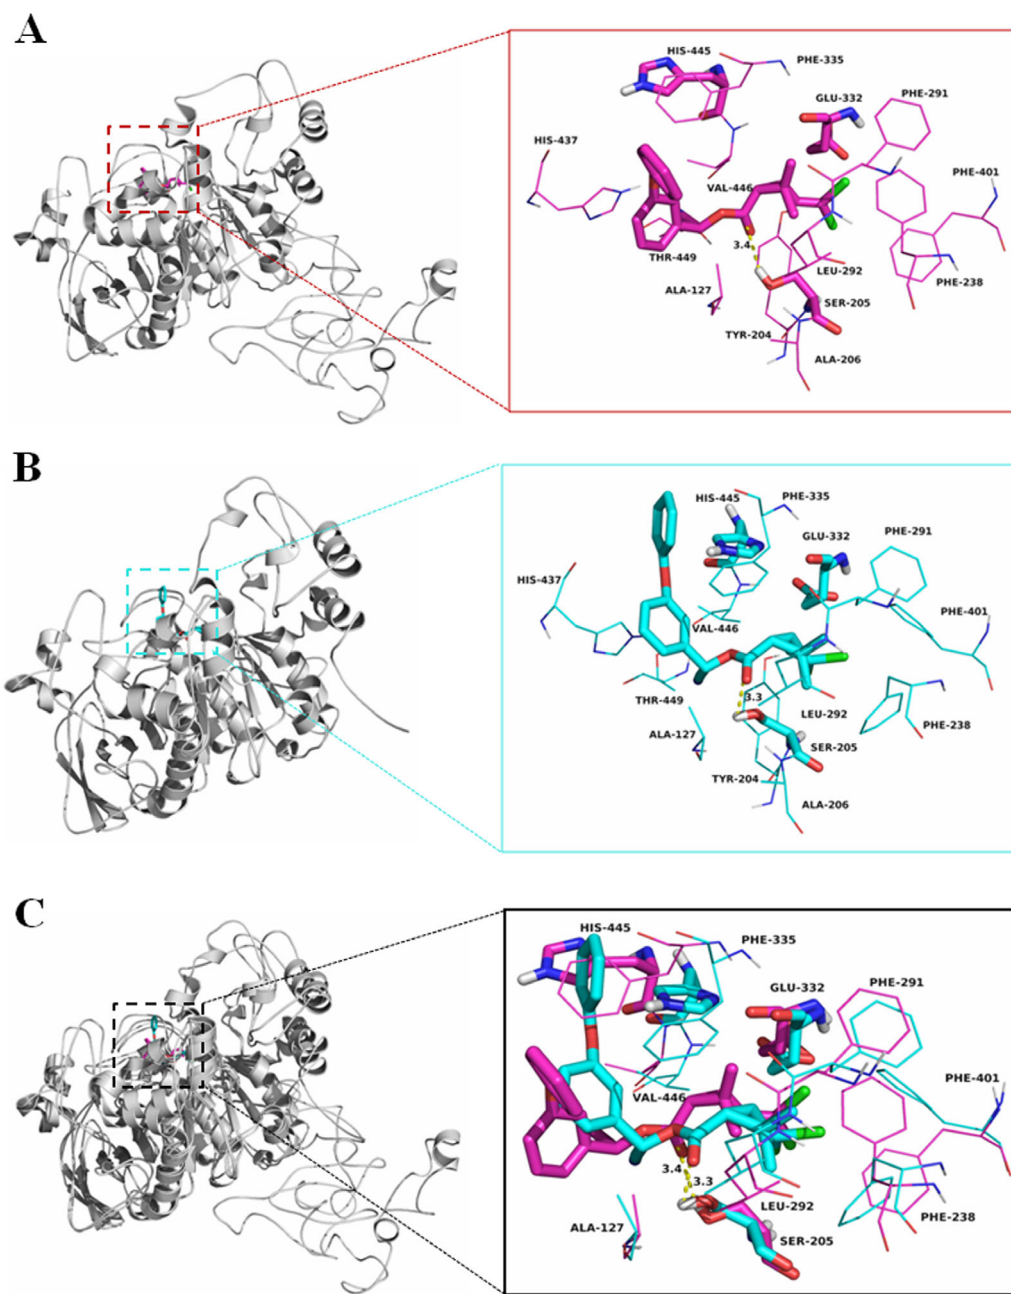 A
HIS-445
PHE-335
GLU-332
PHE-291
HIS-437
PHE-401
VAL-446
3.4
THR-449
LEU-292
PHE-238
ALA-127
SER-205
TYR-204
ALA-206
B
HIS-445
PHE-335
GLU-332
PHE-291
HIS-437
PHE-401
VAL-446
3.3
THR-449
LEU-292
PHE-238
ALA-127
SER-205
TYR-204
ALA-206
C
HIS-445
PHE-335
GLU-332
PHE-291
PHE-401
VAL-446
3.4
3.3
LEU-292
PHE-238
ALA-127
SER-205